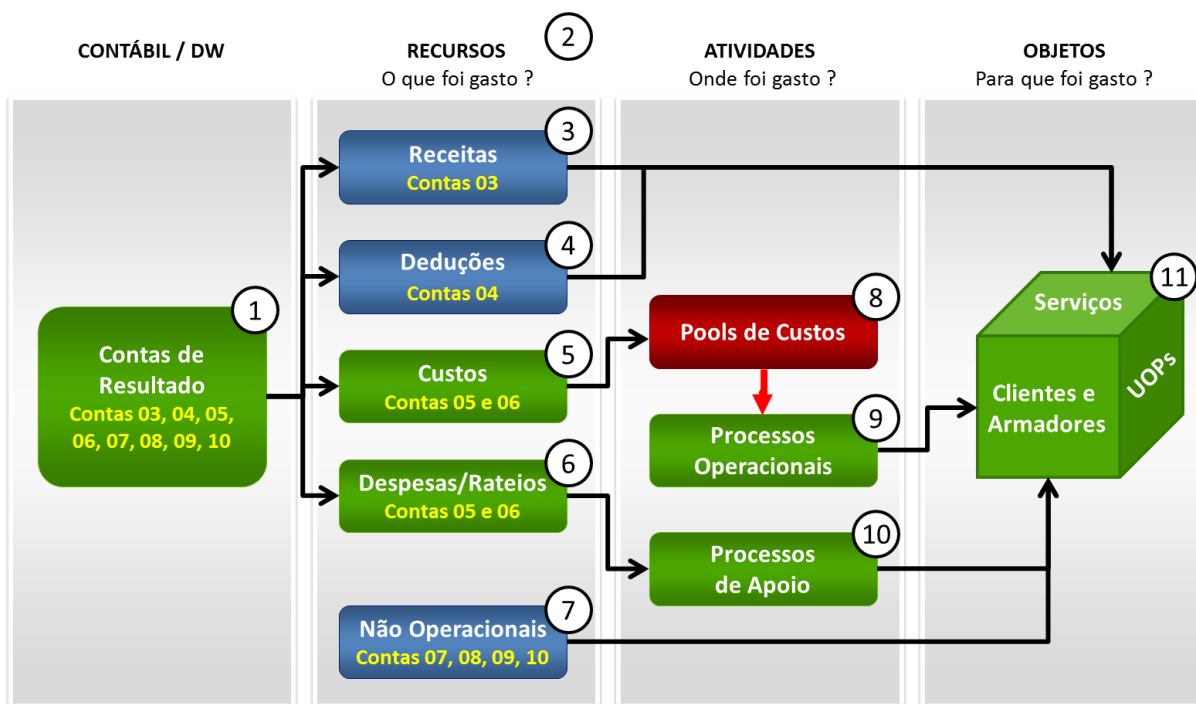 CONTÁBIL / DW
RECURSOS
O que foi gasto ?
2
ATIVIDADES
Onde foi gasto ?
OBJETOS
Para que foi gasto ?
1
Contas de
Resultado
Contas 03, 04, 05,
06, 07, 08, 09, 10
3
Receitas
Contas 03
4
Deduções
Contas 04
5
Custos
Contas 05 e 06
6
Despesas/Rateios
Contas 05 e 06
7
Não Operacionais
Contas 07, 08, 09, 10
8
Pools de Custos
9
Processos
Operacionais
10
Processos
de Apoio
11
Serviços
Clientes e
Armadores
UOPs